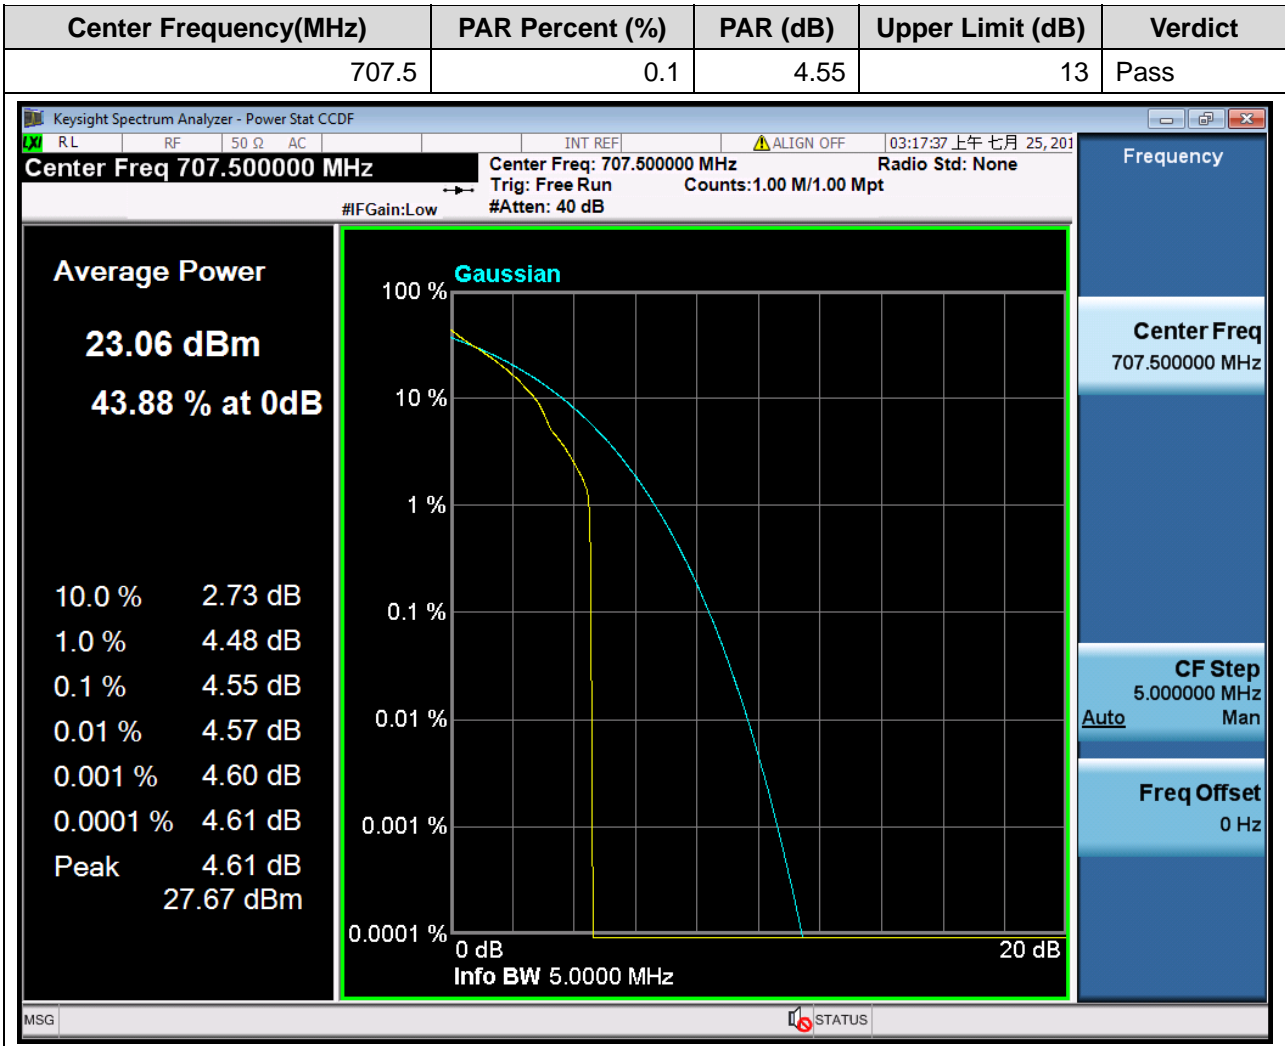 Center Frequency(MHz) PAR Percent (%) PAR (dB) Upper Limit (dB) Verdict
707.5 0.1 4.55 13 Pass
Keysight Spectrum Analyzer - Power Stat CCDF
LXI RL RF 50 Ω AC INT REF ALIGN OFF 03:17:37 上午 七月 25, 201
Center Freq 707.500000 MHz
Center Freq: 707.500000 MHz Radio Std: None
Trig: Free Run Counts:1.00 M/1.00 Mpt
#IFGain:Low #Atten: 40 dB
Frequency
Average Power
23.06 dBm
43.88 % at 0dB
10.0 % 2.73 dB
1.0 % 4.48 dB
0.1 % 4.55 dB
0.01 % 4.57 dB
0.001 % 4.60 dB
0.0001 % 4.61 dB
Peak 4.61 dB
27.67 dBm
Gaussian
100 %
10 %
1 %
0.1 %
0.01 %
0.001 %
0.0001 %
0 dB 20 dB
Info BW 5.0000 MHz
Center Freq
707.500000 MHz
CF Step
5.000000 MHz
Auto Man
Freq Offset
0 Hz
MSG STATUS